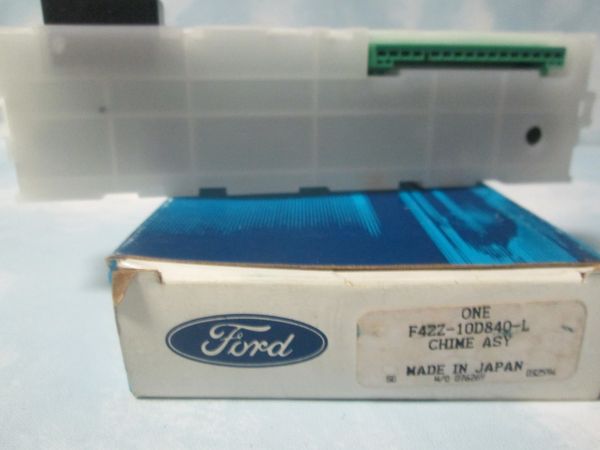 Ford
ONE
F4ZZ-10D840-L
CHIME ASY
MADE IN JAPAN